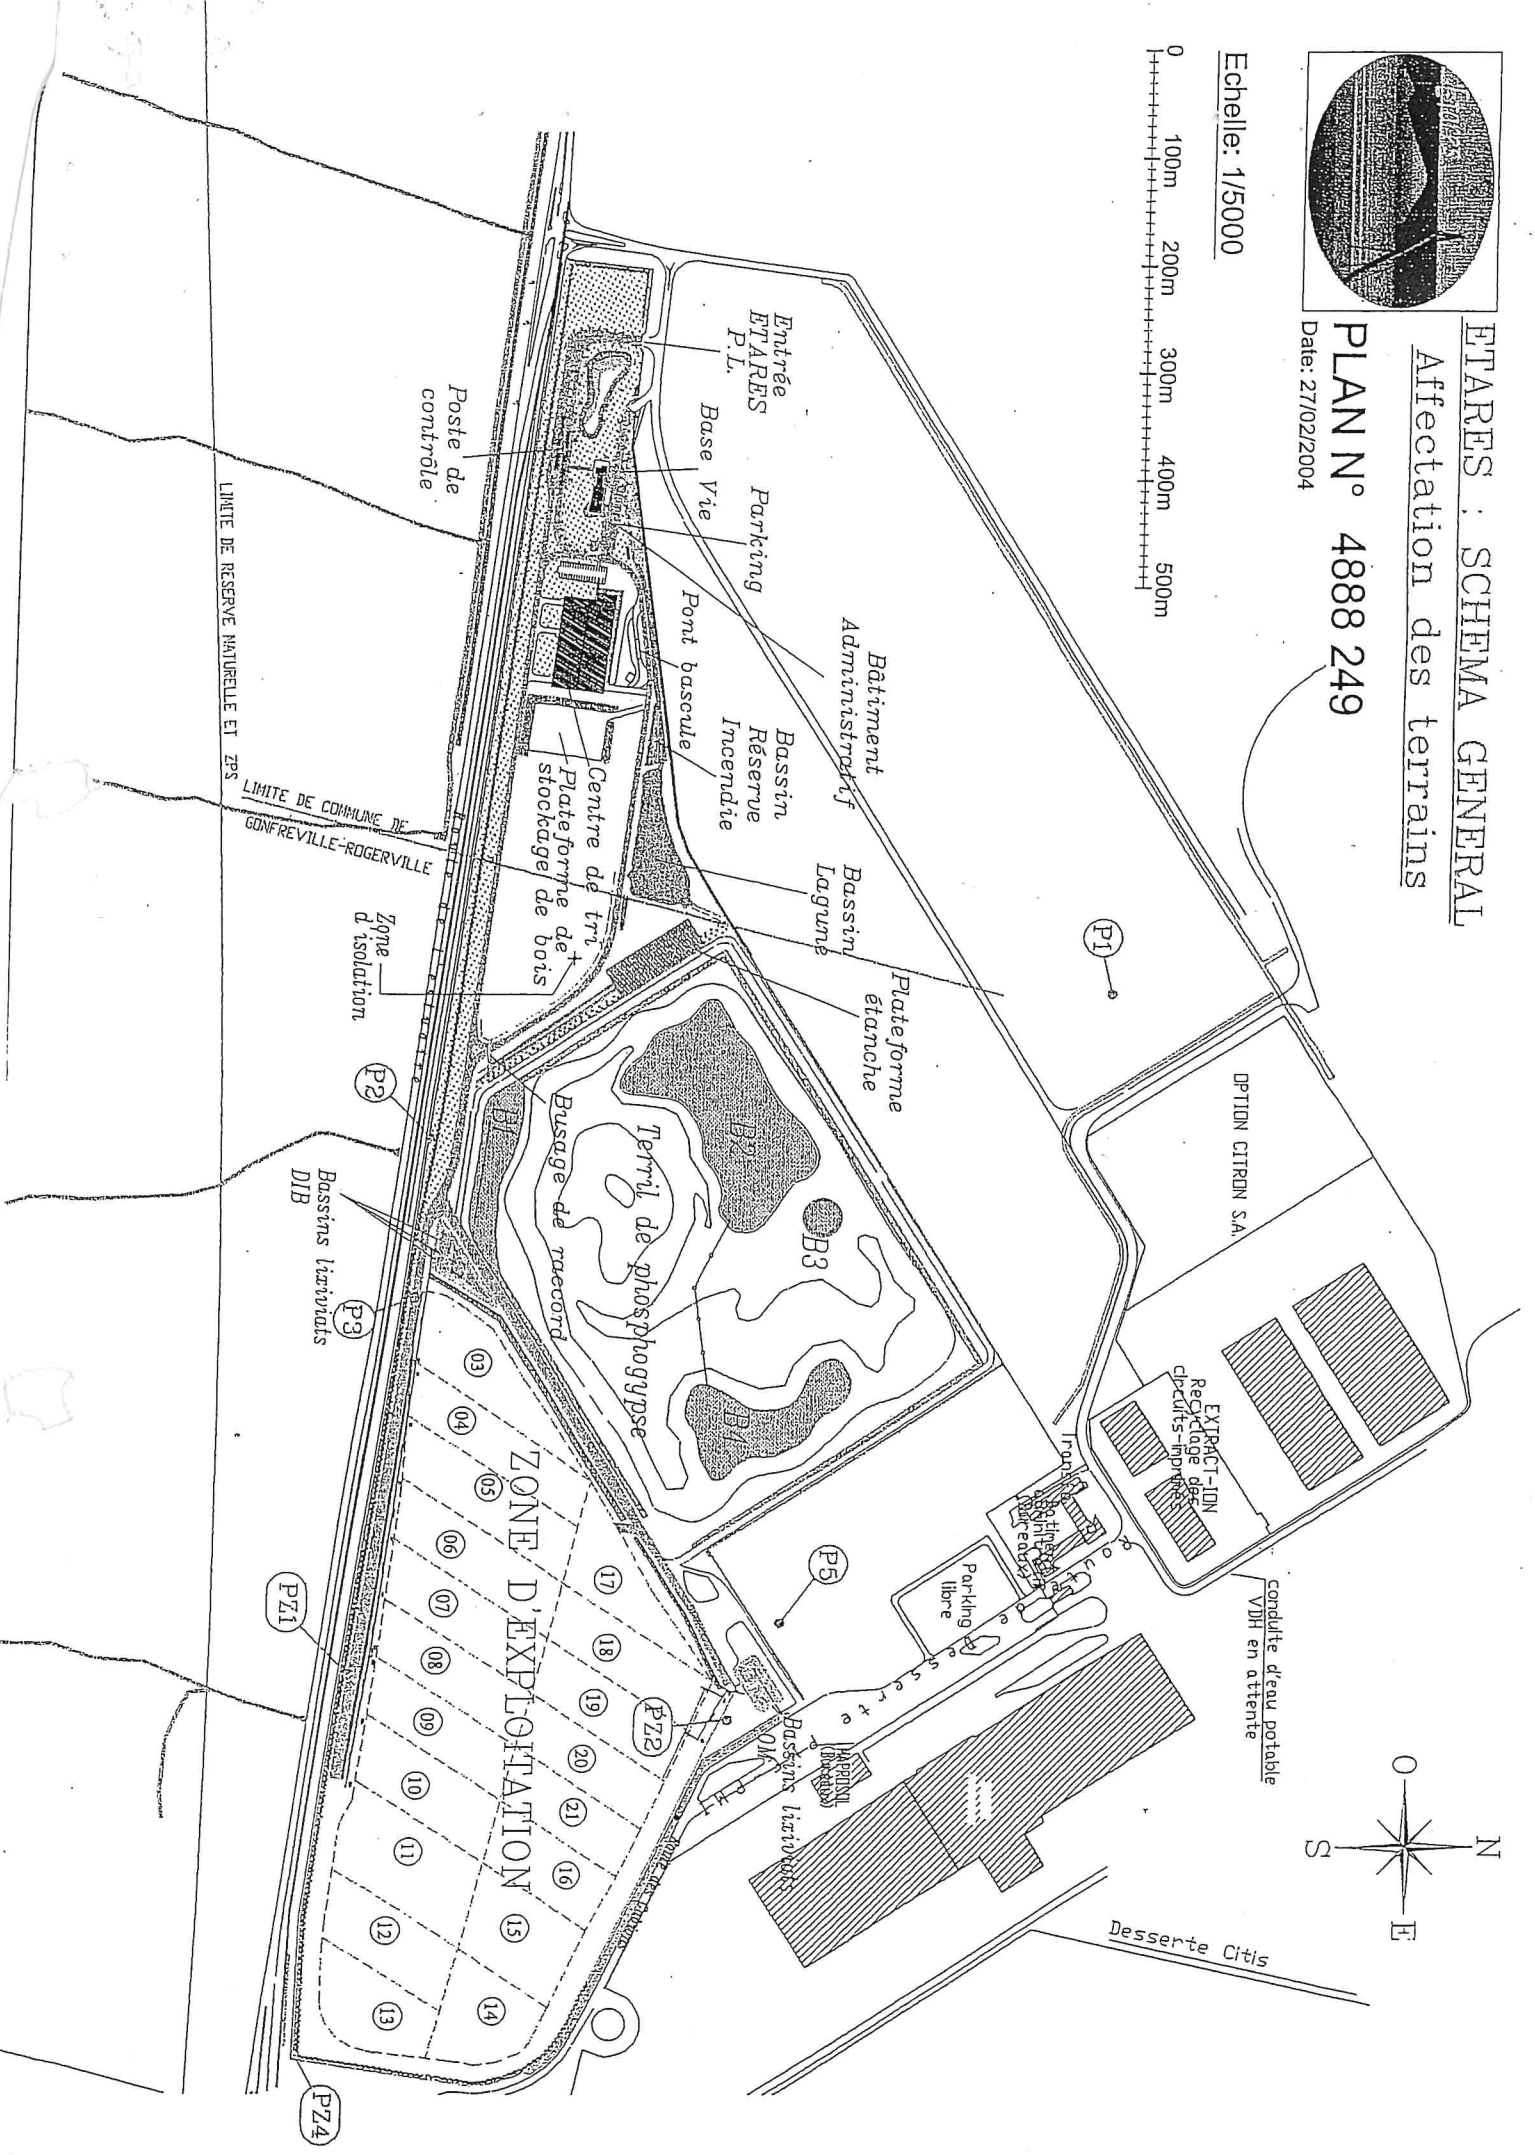 ETARES : SCHEMA GENERAL
Affectation des terrains
PLAN N° 4888 249
Date: 27/02/2004
Echelle: 1/5000
0
100m
200m
300m
400m
500m
N
O
E
S
P1
OPTION CITRON S.A.
EXTRACT-ION
Recyclage des
circuits-imprimés
conduite d'eau potable
VDH en attente
Desserte Citis
Entrée
ETARES
P.L.
Base Vie
Parking
Bâtiment
Administratif
Pont bascule
Bassin
Réserve
Incendie
Bassin
Lagune
Plateforme
étanche
Poste de
contrôle
Centre de tri
Plateforme de
stockage de bois
Zone
d'isolation
LIMITE DE RESERVE NATURELLE ET ZPS
LIMITE DE COMMUNE DE
GONFREVILLE-ROGERVILLE
P2
P3
Bassins lixiviats
DIB
Busage de raccord
Terril de phosphogypse
B1
B2
B3
B4
P5
Parking
libre
Bassins lixiviats
OM
PZ2
PZ1
PZ4
ZONE D'EXPLOITATION
03
04
05
06
07
08
09
10
11
12
13
14
15
16
17
18
19
20
21